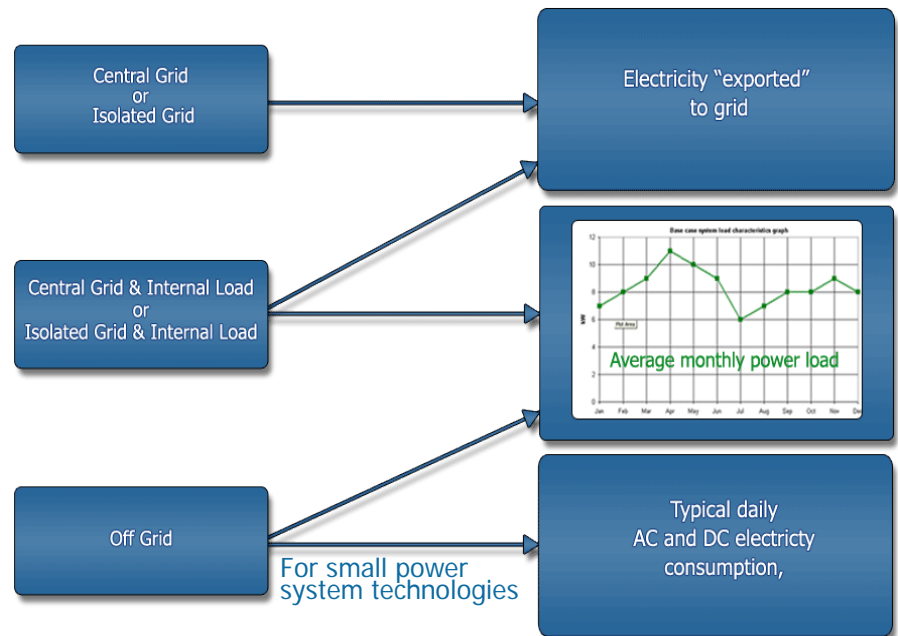 Central Grid
or
Isolated Grid
Electricity “exported”
to grid
Central Grid & Internal Load
or
Isolated Grid & Internal Load
Base case system load characteristics graph
12
10
8
6
4
2
0
kW
Plot Area
Average monthly power load
Jan Feb Mar Apr May Jun Jul Aug Sep Oct Nov Dec
Off Grid
For small power
system technologies
Typical daily
AC and DC electricty
consumption,